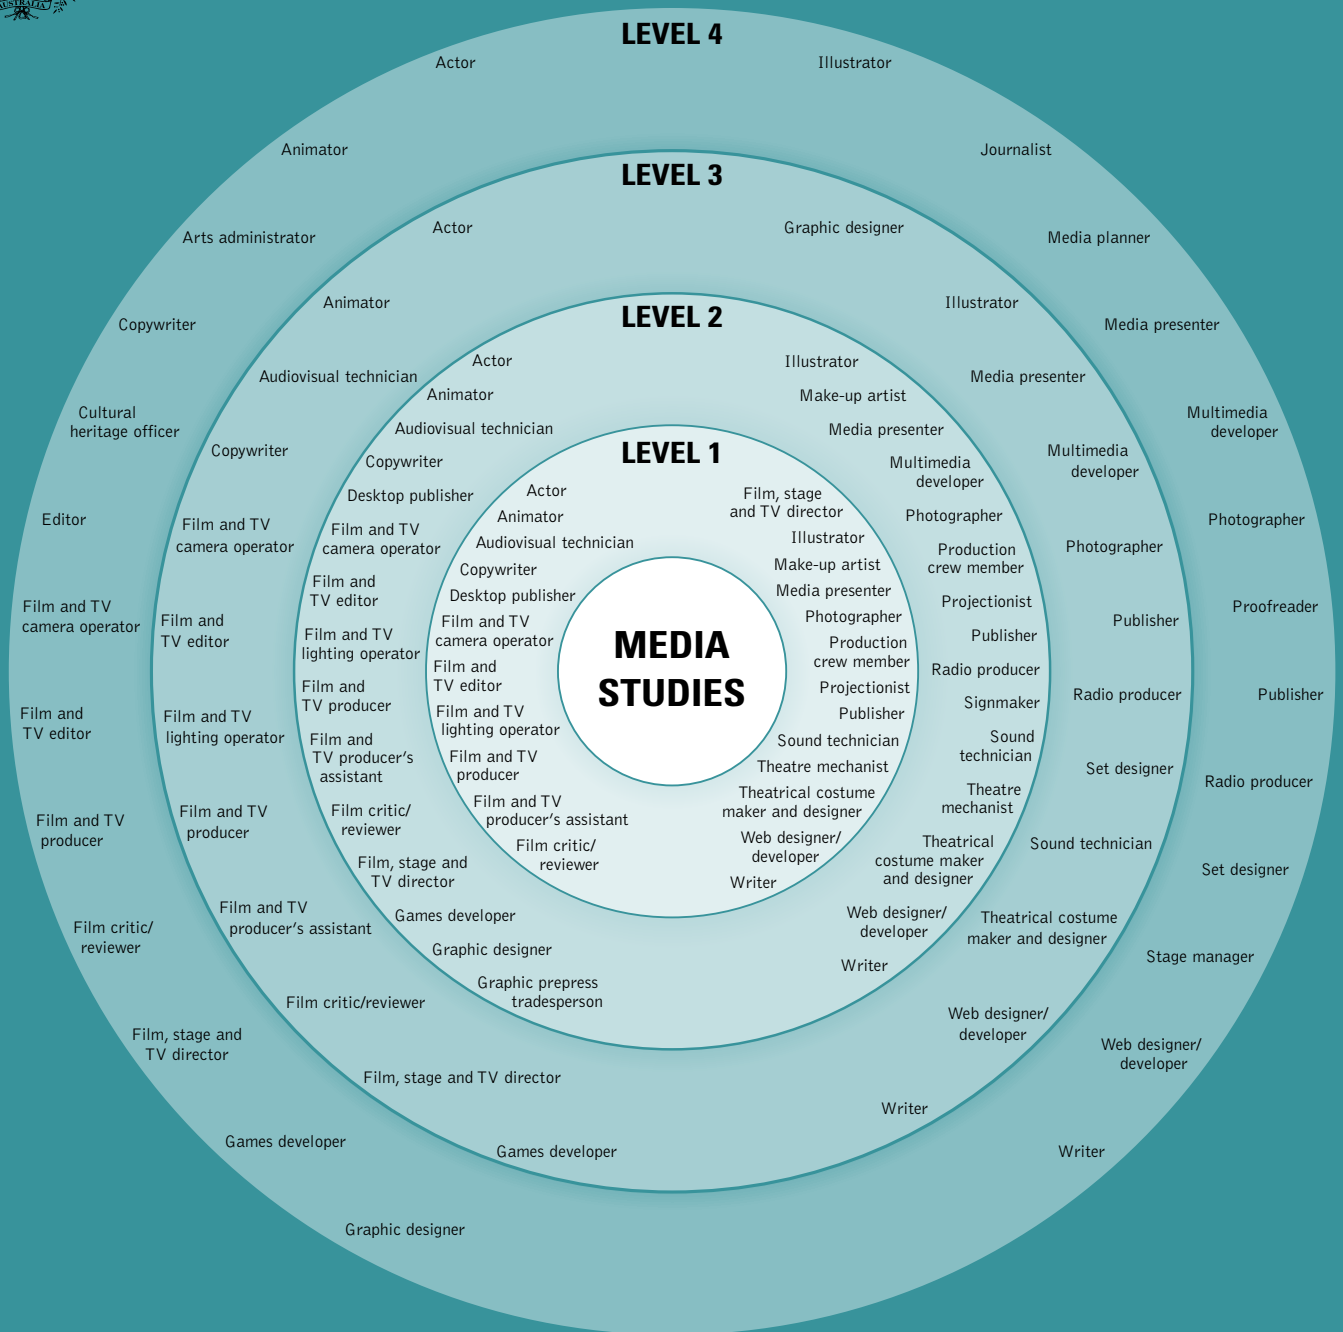 AUSTRALIA
LEVEL 4
Actor
Animator
Arts administrator
Copywriter
Cultural
heritage officer
Editor
Film and TV
camera operator
Film and
TV editor
Film and TV
producer
Film critic/
reviewer
Film, stage and
TV director
Games developer
Graphic designer
Illustrator
Journalist
Media planner
Media presenter
Multimedia
developer
Photographer
Proofreader
Publisher
Radio producer
Set designer
Stage manager
Web designer/
developer
Writer
LEVEL 3
Actor
Animator
Audiovisual technician
Copywriter
Film and TV
camera operator
Film and
TV editor
Film and TV
lighting operator
Film and TV
producer
Film and TV
producer's assistant
Film critic/reviewer
Film, stage and TV director
Games developer
Graphic designer
Illustrator
Media presenter
Multimedia
developer
Photographer
Publisher
Radio producer
Set designer
Sound technician
Theatrical costume
maker and designer
Web designer/
developer
Writer
LEVEL 2
Actor
Animator
Audiovisual technician
Copywriter
Desktop publisher
Film and TV
camera operator
Film and
TV editor
Film and TV
lighting operator
Film and
TV producer
Film and
TV producer's
assistant
Film critic/
reviewer
Film, stage and
TV director
Games developer
Graphic designer
Graphic prepress
tradesperson
Illustrator
Make-up artist
Media presenter
Multimedia
developer
Photographer
Production
crew member
Projectionist
Publisher
Radio producer
Signmaker
Sound
technician
Theatre
mechanist
Theatrical
costume maker
and designer
Web designer/
developer
Writer
LEVEL 1
Actor
Animator
Audiovisual technician
Copywriter
Desktop publisher
Film and TV
camera operator
Film and
TV editor
Film and TV
lighting operator
Film and TV
producer
Film and TV
producer's assistant
Film critic/
reviewer
Film, stage
and TV director
Illustrator
Make-up artist
Media presenter
Photographer
Production
crew member
Projectionist
Publisher
Sound technician
Theatre mechanist
Theatrical costume
maker and designer
Web designer/
developer
Writer
MEDIA
STUDIES